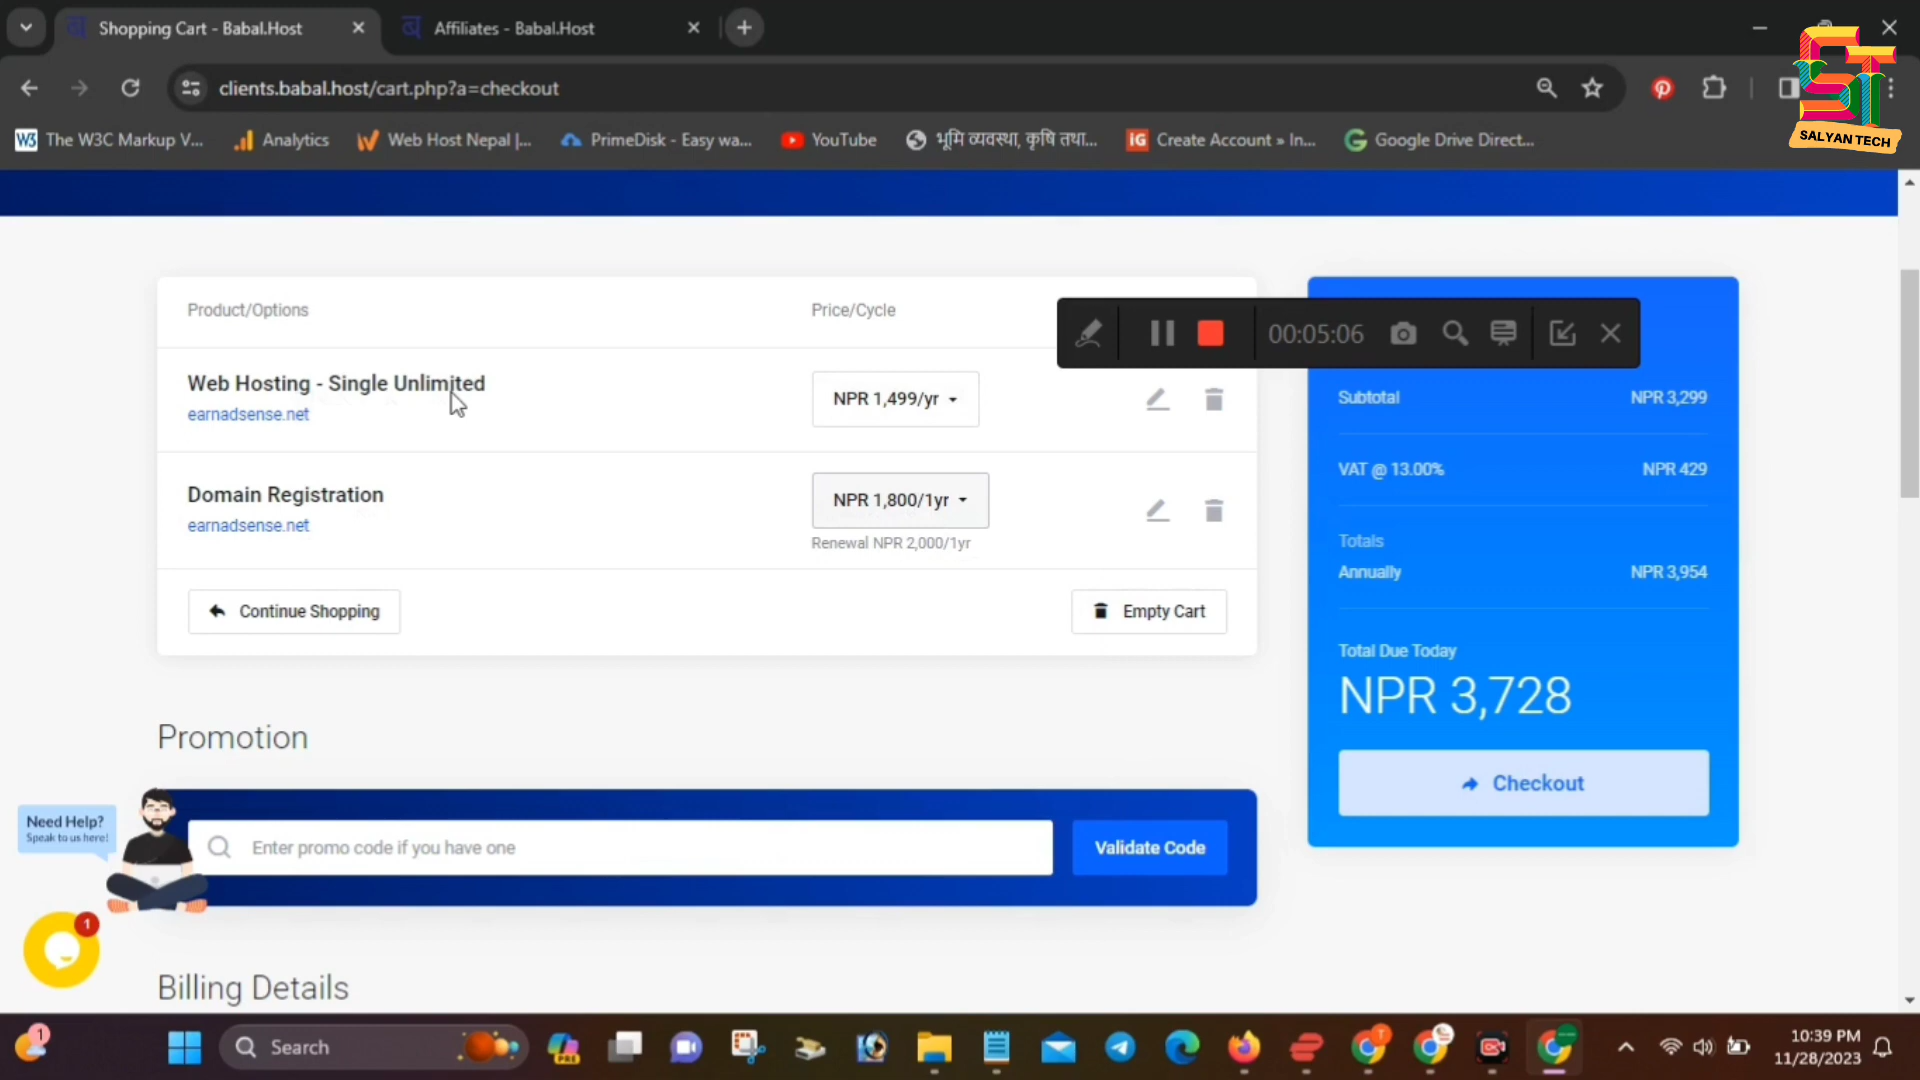 Shopping Cart - Babal.Host
Affiliates - Babal.Host
clients.babal.host/cart.php?a=checkout
The W3C Markup V...
Analytics
Web Host Nepal |...
PrimeDisk - Easy wa...
YouTube
भूमि व्यवस्था, कृषि तथा...
Create Account » In...
Google Drive Direct...
ST
SALYAN TECH
Product/Options
Price/Cycle
00:05:06
Web Hosting - Single Unlimited
earnadsense.net
NPR 1,499/yr
Domain Registration
earnadsense.net
NPR 1,800/1yr
Renewal NPR 2,000/1yr
Continue Shopping
Empty Cart
Subtotal
NPR 3,299
VAT @ 13.00%
NPR 429
Totals
Annually
NPR 3,954
Total Due Today
NPR 3,728
Checkout
Promotion
Enter promo code if you have one
Validate Code
Need Help?
Speak to us here!
1
Billing Details
1
Search
PRE
10:39 PM
11/28/2023